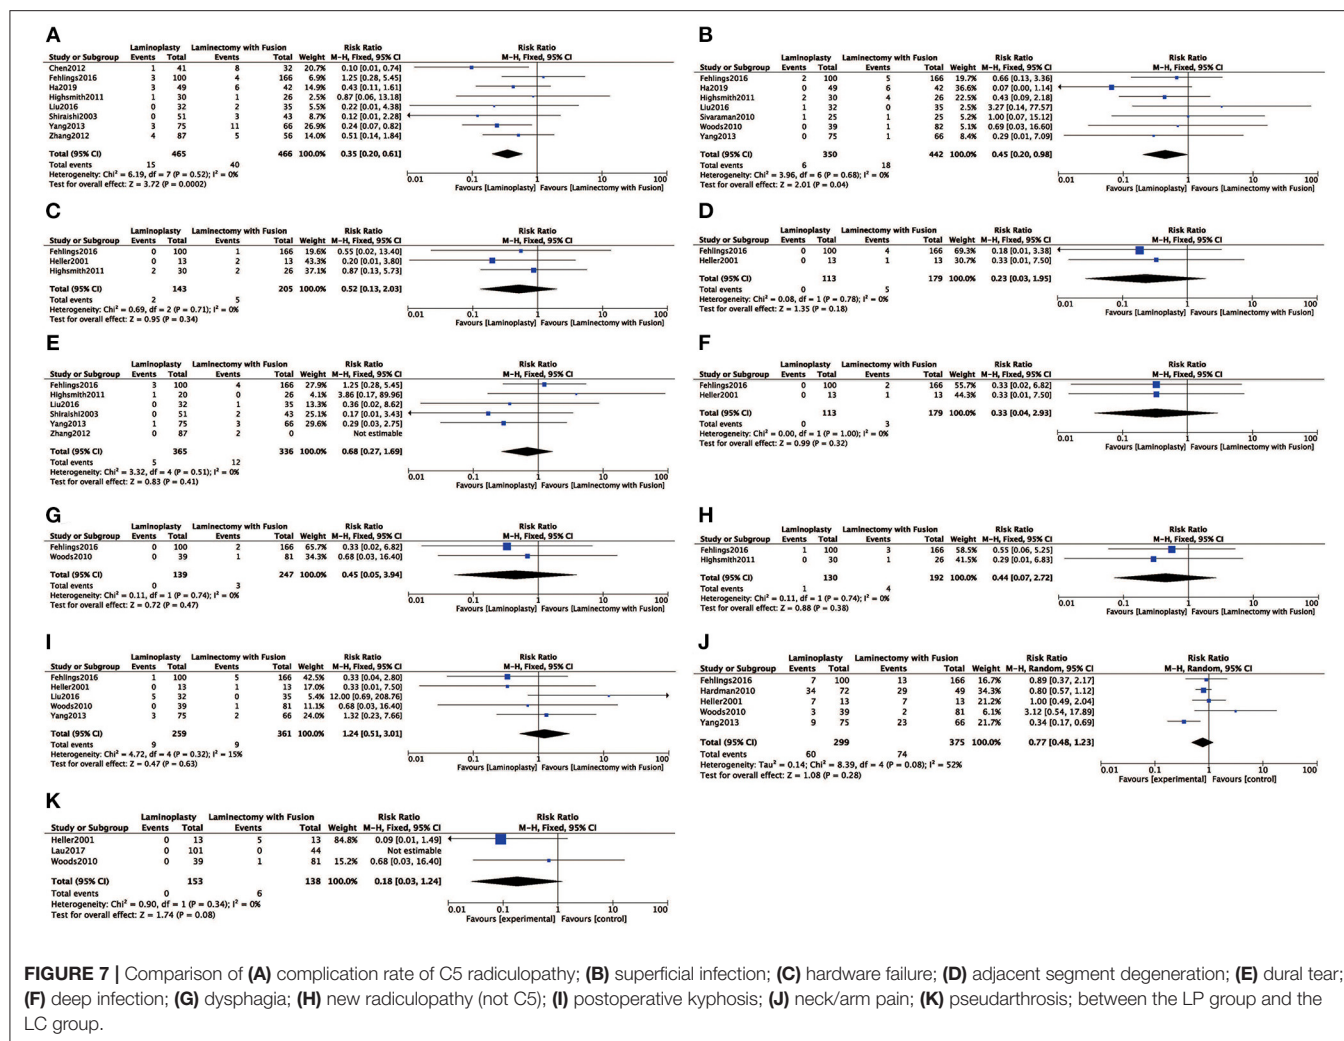 A
Laminoplasty Laminectomy with Fusion Risk Ratio Risk Ratio
Study or Subgroup Events Total Events Total Weight M-H, Fixed, 95% CI M-H, Fixed, 95% CI
Chen2012 1 41 8 32 20.7% 0.10 [0.01, 0.74]
Fehlings2016 3 100 4 166 6.9% 1.25 [0.28, 5.45]
Ha2019 3 49 6 42 14.9% 0.43 [0.11, 1.61]
Highsmith2011 1 30 1 26 2.5% 0.87 [0.06, 13.18]
Liu2016 0 32 2 35 5.5% 0.22 [0.01, 4.38]
Shiraishi2003 0 51 3 43 8.7% 0.12 [0.01, 2.28]
Yang2013 3 75 11 66 26.9% 0.24 [0.07, 0.82]
Zhang2012 4 87 5 56 14.0% 0.51 [0.14, 1.84]
Total (95% CI) 465 466 100.0% 0.35 [0.20, 0.61]
Total events 15 40
Heterogeneity: Chi² = 6.19, df = 7 (P = 0.52); I² = 0%
Test for overall effect: Z = 3.72 (P = 0.0002)
0.01 0.1 1 10 100
Favours [Laminoplasty] Favours [Laminectomy with Fusion]
B
Laminoplasty Laminectomy with Fusion Risk Ratio Risk Ratio
Study or Subgroup Events Total Events Total Weight M-H, Fixed, 95% CI M-H, Fixed, 95% CI
Fehlings2016 2 100 5 166 19.7% 0.66 [0.13, 3.36]
Ha2019 0 49 6 42 36.6% 0.07 [0.00, 1.14]
Highsmith2011 2 30 4 26 22.5% 0.43 [0.09, 2.18]
Liu2016 1 32 0 35 2.5% 3.27 [0.14, 77.57]
Sivaraman2010 1 25 1 25 5.2% 1.00 [0.07, 15.12]
Woods2010 0 39 1 82 5.1% 0.69 [0.03, 16.60]
Yang2013 0 75 1 66 8.4% 0.29 [0.01, 7.09]
Total (95% CI) 350 442 100.0% 0.45 [0.20, 0.98]
Total events 6 18
Heterogeneity: Chi² = 3.96, df = 6 (P = 0.68); I² = 0%
Test for overall effect: Z = 2.01 (P = 0.04)
0.01 0.1 1 10 100
Favours [Laminoplasty] Favours [Laminectomy with Fusion]
C
Laminoplasty Laminectomy with Fusion Risk Ratio Risk Ratio
Study or Subgroup Events Total Events Total Weight M-H, Fixed, 95% CI M-H, Fixed, 95% CI
Fehlings2016 0 100 1 166 19.6% 0.55 [0.02, 13.40]
Heller2001 0 13 2 13 43.3% 0.20 [0.01, 3.80]
Highsmith2011 2 30 2 26 37.1% 0.87 [0.13, 5.73]
Total (95% CI) 143 205 100.0% 0.52 [0.13, 2.03]
Total events 2 5
Heterogeneity: Chi² = 0.69, df = 2 (P = 0.71); I² = 0%
Test for overall effect: Z = 0.95 (P = 0.34)
0.01 0.1 1 10 100
Favours [Laminoplasty] Favours [Laminectomy with Fusion]
D
Laminoplasty Laminectomy with Fusion Risk Ratio Risk Ratio
Study or Subgroup Events Total Events Total Weight M-H, Fixed, 95% CI M-H, Fixed, 95% CI
Fehlings2016 0 100 4 166 69.3% 0.18 [0.01, 3.38]
Heller2001 0 13 1 13 30.7% 0.33 [0.01, 7.50]
Total (95% CI) 113 179 100.0% 0.23 [0.03, 1.95]
Total events 0 5
Heterogeneity: Chi² = 0.08, df = 1 (P = 0.78); I² = 0%
Test for overall effect: Z = 1.35 (P = 0.18)
0.01 0.1 1 10 100
Favours [Laminoplasty] Favours [Laminectomy with Fusion]
E
Laminoplasty Laminectomy with Fusion Risk Ratio Risk Ratio
Study or Subgroup Events Total Events Total Weight M-H, Fixed, 95% CI M-H, Fixed, 95% CI
Fehlings2016 3 100 4 166 27.9% 1.25 [0.28, 5.45]
Highsmith2011 1 20 0 26 4.1% 3.86 [0.17, 89.96]
Liu2016 0 32 1 35 13.3% 0.36 [0.02, 8.62]
Shiraishi2003 0 51 2 43 25.1% 0.17 [0.01, 3.43]
Yang2013 1 75 3 66 29.6% 0.29 [0.03, 2.75]
Zhang2012 0 87 2 0 Not estimable
Total (95% CI) 365 336 100.0% 0.68 [0.27, 1.69]
Total events 5 12
Heterogeneity: Chi² = 3.32, df = 4 (P = 0.51); I² = 0%
Test for overall effect: Z = 0.83 (P = 0.41)
0.01 0.1 1 10 100
Favours [Laminoplasty] Favours [Laminectomy with Fusion]
F
Laminoplasty Laminectomy with Fusion Risk Ratio Risk Ratio
Study or Subgroup Events Total Events Total Weight M-H, Fixed, 95% CI M-H, Fixed, 95% CI
Fehlings2016 0 100 2 166 55.7% 0.33 [0.02, 6.82]
Heller2001 0 13 1 13 44.3% 0.33 [0.01, 7.50]
Total (95% CI) 113 179 100.0% 0.33 [0.04, 2.93]
Total events 0 3
Heterogeneity: Chi² = 0.00, df = 1 (P = 1.00); I² = 0%
Test for overall effect: Z = 0.99 (P = 0.32)
0.01 0.1 1 10 100
Favours [Laminoplasty] Favours [Laminectomy with Fusion]
G
Laminoplasty Laminectomy with Fusion Risk Ratio Risk Ratio
Study or Subgroup Events Total Events Total Weight M-H, Fixed, 95% CI M-H, Fixed, 95% CI
Fehlings2016 0 100 2 166 65.7% 0.33 [0.02, 6.82]
Woods2010 0 39 1 81 34.3% 0.68 [0.03, 16.40]
Total (95% CI) 139 247 100.0% 0.45 [0.05, 3.94]
Total events 0 3
Heterogeneity: Chi² = 0.11, df = 1 (P = 0.74); I² = 0%
Test for overall effect: Z = 0.72 (P = 0.47)
0.01 0.1 1 10 100
Favours [Laminoplasty] Favours [Laminectomy with Fusion]
H
Laminoplasty Laminectomy with Fusion Risk Ratio Risk Ratio
Study or Subgroup Events Total Events Total Weight M-H, Fixed, 95% CI M-H, Fixed, 95% CI
Fehlings2016 1 100 3 166 58.5% 0.55 [0.06, 5.25]
Highsmith2011 0 30 1 26 41.5% 0.29 [0.01, 6.83]
Total (95% CI) 130 192 100.0% 0.44 [0.07, 2.72]
Total events 1 4
Heterogeneity: Chi² = 0.11, df = 1 (P = 0.74); I² = 0%
Test for overall effect: Z = 0.88 (P = 0.38)
0.01 0.1 1 10 100
Favours [Laminoplasty] Favours [Laminectomy with Fusion]
I
Laminoplasty Laminectomy with Fusion Risk Ratio Risk Ratio
Study or Subgroup Events Total Events Total Weight M-H, Fixed, 95% CI M-H, Fixed, 95% CI
Fehlings2016 1 100 5 166 42.5% 0.33 [0.04, 2.80]
Heller2001 0 13 1 13 17.0% 0.33 [0.01, 7.50]
Liu2016 5 32 0 35 5.4% 12.00 [0.69, 208.76]
Woods2010 0 39 1 81 11.1% 0.68 [0.03, 16.40]
Yang2013 3 75 2 66 24.0% 1.32 [0.23, 7.66]
Total (95% CI) 259 361 100.0% 1.24 [0.51, 3.01]
Total events 9 9
Heterogeneity: Chi² = 4.72, df = 4 (P = 0.32); I² = 15%
Test for overall effect: Z = 0.47 (P = 0.63)
0.01 0.1 1 10 100
Favours [Laminoplasty] Favours [Laminectomy with Fusion]
J
Laminoplasty Laminectomy with Fusion Risk Ratio Risk Ratio
Study or Subgroup Events Total Events Total Weight M-H, Random, 95% CI M-H, Random, 95% CI
Fehlings2016 7 100 13 166 16.7% 0.89 [0.37, 2.17]
Hardman2010 34 72 29 49 34.3% 0.80 [0.57, 1.12]
Heller2001 7 13 7 13 21.2% 1.00 [0.49, 2.04]
Woods2010 3 39 2 81 6.1% 3.12 [0.54, 17.89]
Yang2013 9 75 23 66 21.7% 0.34 [0.17, 0.69]
Total (95% CI) 299 375 100.0% 0.77 [0.48, 1.23]
Total events 60 74
Heterogeneity: Tau² = 0.14; Chi² = 8.39, df = 4 (P = 0.08); I² = 52%
Test for overall effect: Z = 1.08 (P = 0.28)
0.01 0.1 1 10 100
Favours [experimental] Favours [control]
K
Laminoplasty Laminectomy with Fusion Risk Ratio Risk Ratio
Study or Subgroup Events Total Events Total Weight M-H, Fixed, 95% CI M-H, Fixed, 95% CI
Heller2001 0 13 5 13 84.8% 0.09 [0.01, 1.49]
Lau2017 0 101 0 44 Not estimable
Woods2010 0 39 1 81 15.2% 0.68 [0.03, 16.40]
Total (95% CI) 153 138 100.0% 0.18 [0.03, 1.24]
Total events 0 6
Heterogeneity: Chi² = 0.90, df = 1 (P = 0.34); I² = 0%
Test for overall effect: Z = 1.74 (P = 0.08)
0.01 0.1 1 10 100
Favours [experimental] Favours [control]
FIGURE 7 | Comparison of (A) complication rate of C5 radiculopathy; (B) superficial infection; (C) hardware failure; (D) adjacent segment degeneration; (E) dural tear;
(F) deep infection; (G) dysphagia; (H) new radiculopathy (not C5); (I) postoperative kyphosis; (J) neck/arm pain; (K) pseudarthrosis; between the LP group and the
LC group.